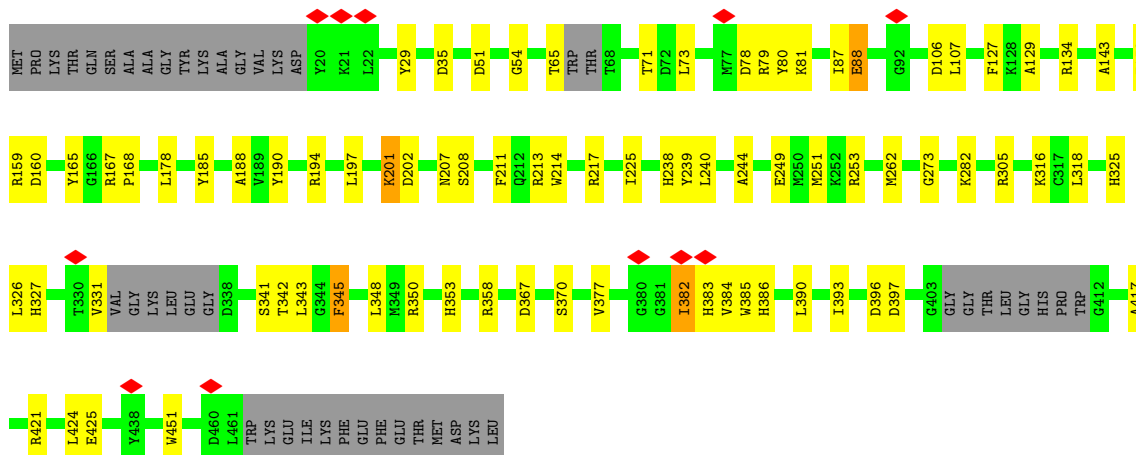 MET PRO LYS THR GLN SER ALA ALA GLY TYR LYS ALA GLY VAL LYS ASP Y20 K21 L22 Y29 D35 D51 G54 T65 TRP THR T68 T71 D72 L73 M77 D78 R79 Y80 K81 I87 E88 G92 D106 L107 F127 K128 A129 R134 A143
R159 D160 Y165 G166 R167 P168 L178 Y185 A188 V189 Y190 R194 L197 K201 D202 N207 S208 F211 Q212 R213 W214 R217 I225 H238 Y239 L240 A244 E249 M250 M251 K252 R253 M262 G273 K282 R305 K316 C317 L318 H325
L326 H327 T330 V331 VAL GLY LYS LEU GLU GLY D338 S341 T342 L343 G344 F345 L348 M349 R350 H353 R358 D367 S370 V377 G380 G381 I382 H383 V384 W385 H386 L390 I393 D396 D397 G403 GLY GLY THR LEU GLY HIS PRO TRP G412 A417
R421 L424 E425 Y438 W451 D460 L461 TRP LYS GLU ILE LYS PHE GLU PHE GLU THR MET ASP LYS LEU